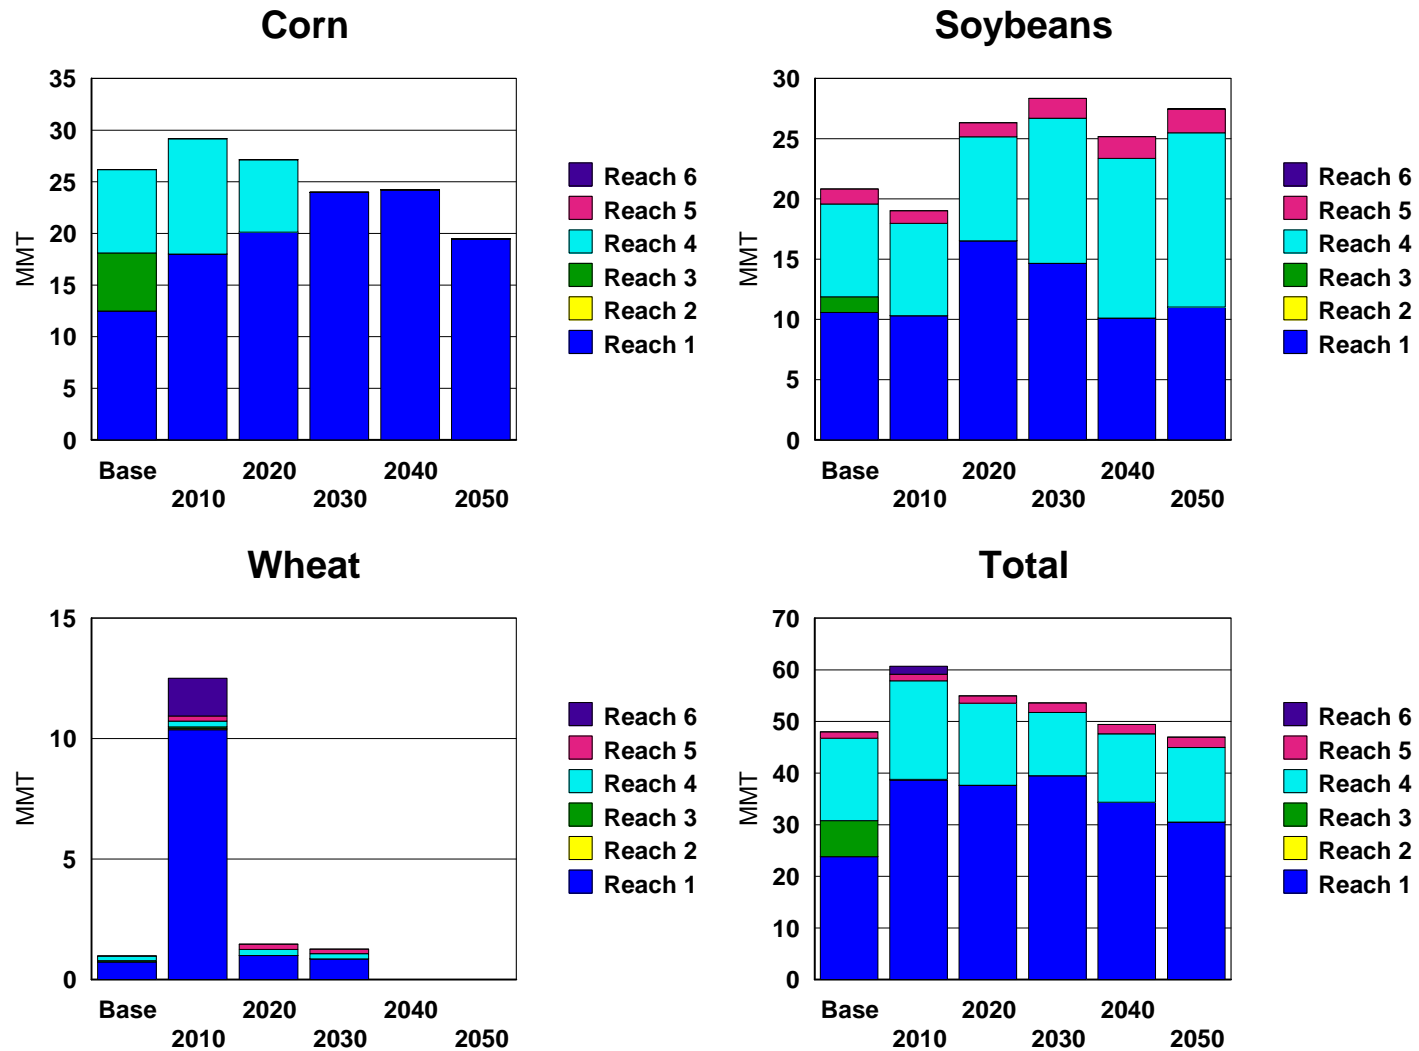 Corn
35
30
25
20
15
10
5
0
MMT
Base
2010
2020
2030
2040
2050
Reach 6
Reach 5
Reach 4
Reach 3
Reach 2
Reach 1
Soybeans
30
25
20
15
10
5
0
MMT
Base
2010
2020
2030
2040
2050
Reach 6
Reach 5
Reach 4
Reach 3
Reach 2
Reach 1
Wheat
15
10
5
0
MMT
Base
2010
2020
2030
2040
2050
Reach 6
Reach 5
Reach 4
Reach 3
Reach 2
Reach 1
Total
70
60
50
40
30
20
10
0
MMT
Base
2010
2020
2030
2040
2050
Reach 6
Reach 5
Reach 4
Reach 3
Reach 2
Reach 1